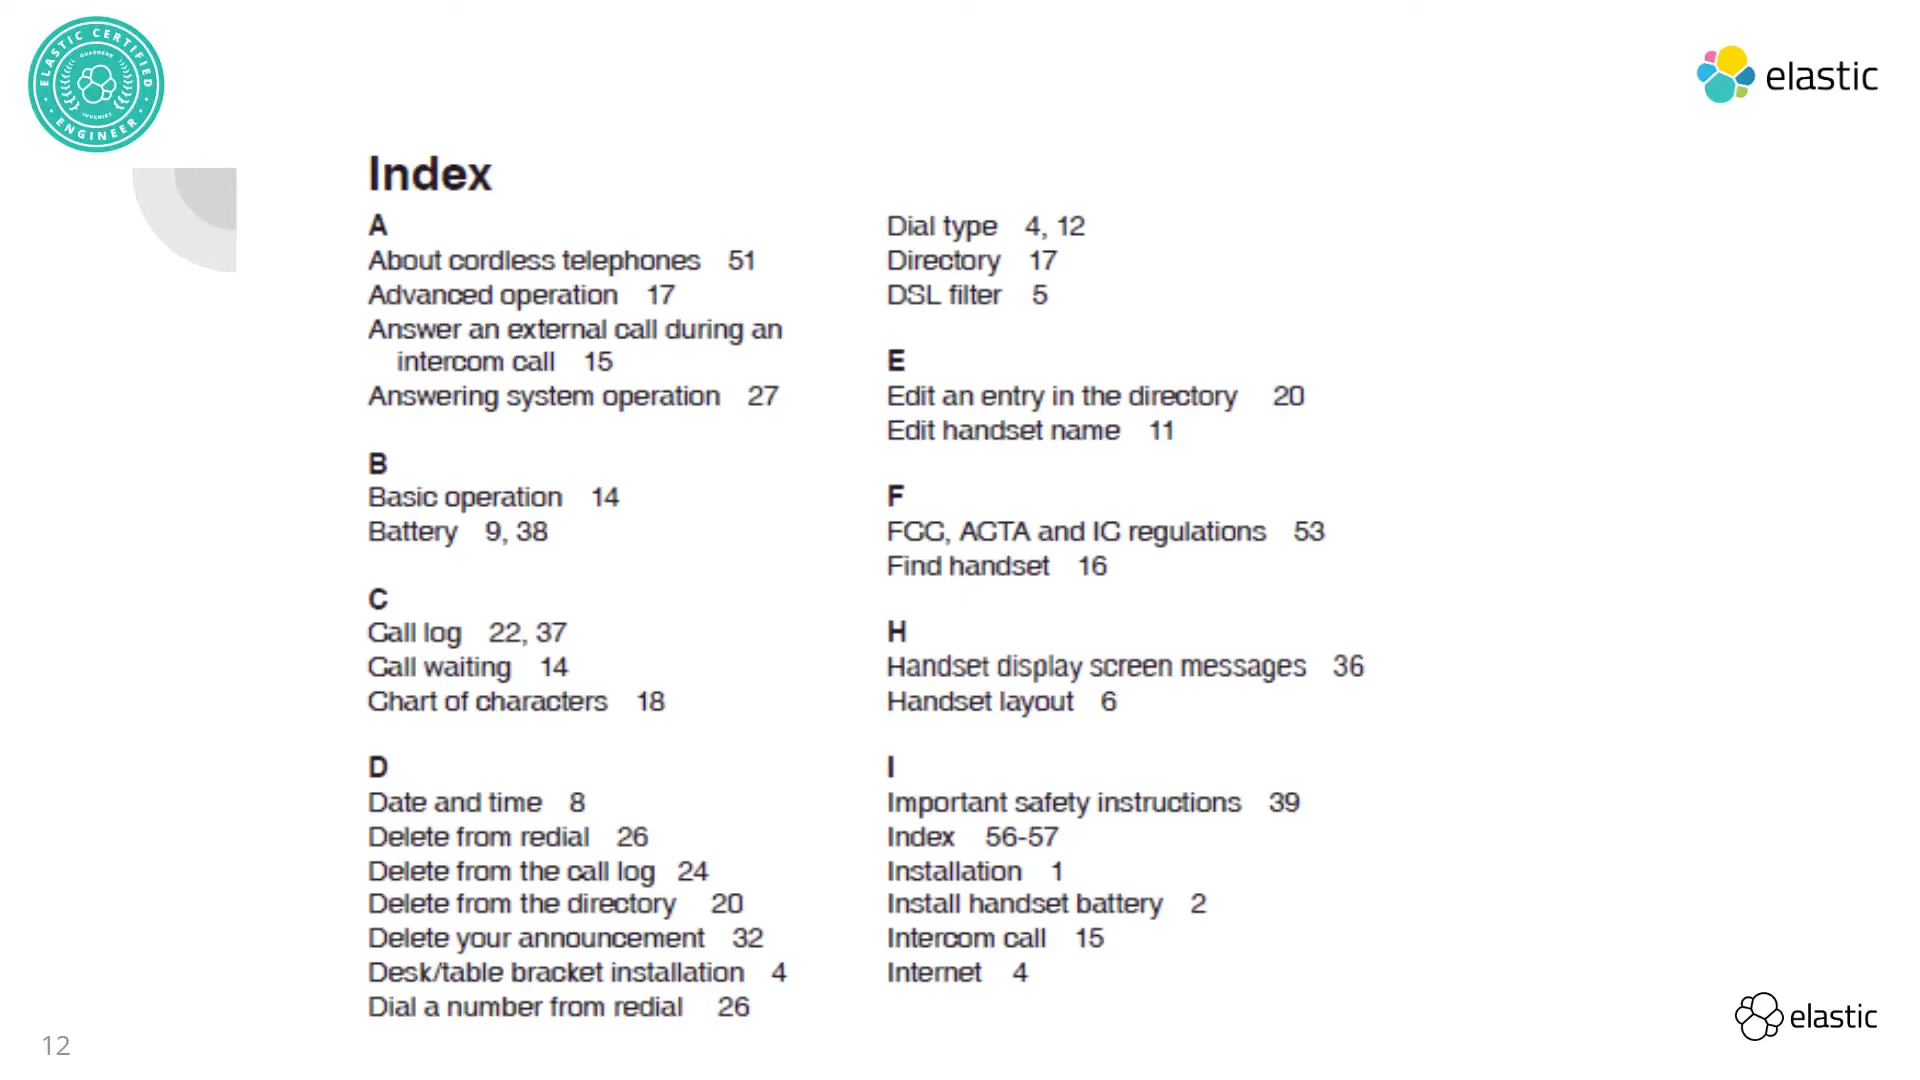 ELASTIC CERTIFIED
ENGINEER
elastic
Index
A
About cordless telephones 51
Advanced operation 17
Answer an external call during an
intercom call 15
Answering system operation 27
B
Basic operation 14
Battery 9, 38
C
Call log 22, 37
Call waiting 14
Chart of characters 18
D
Date and time 8
Delete from redial 26
Delete from the call log 24
Delete from the directory 20
Delete your announcement 32
Desk/table bracket installation 4
Dial a number from redial 26
Dial type 4, 12
Directory 17
DSL filter 5
E
Edit an entry in the directory 20
Edit handset name 11
F
FCC, ACTA and IC regulations 53
Find handset 16
H
Handset display screen messages 36
Handset layout 6
I
Important safety instructions 39
Index 56-57
Installation 1
Install handset battery 2
Intercom call 15
Internet 4
elastic
12